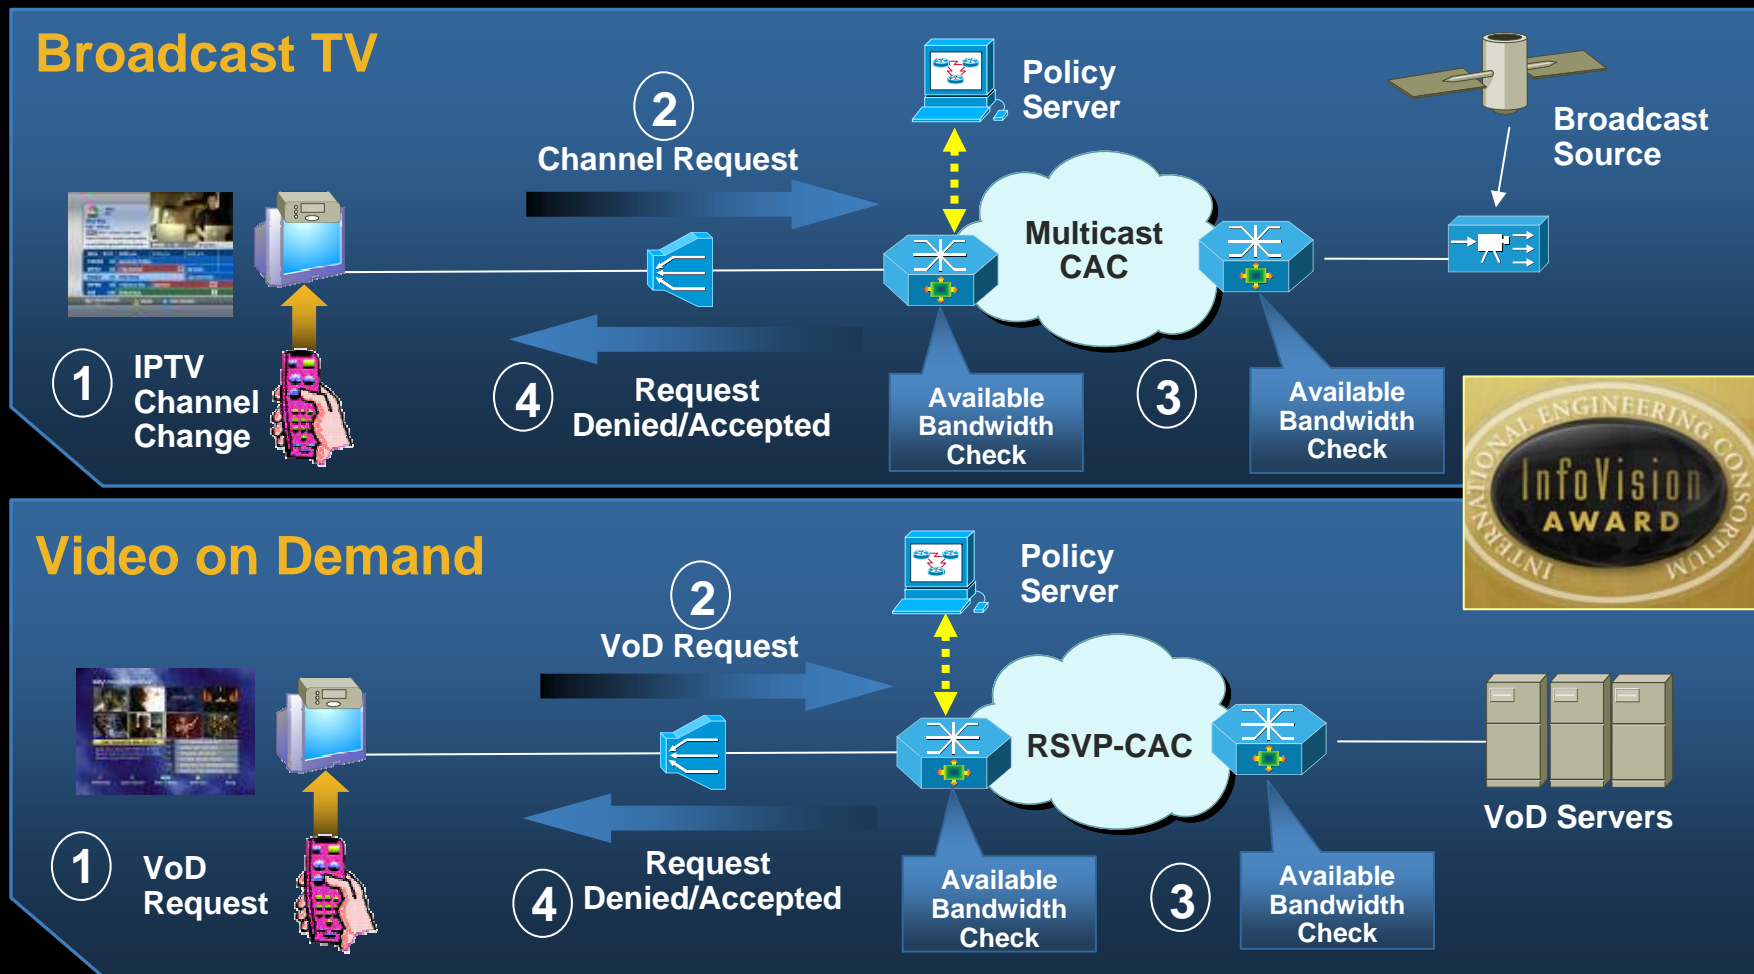 Broadcast TV
2
Channel Request
Policy
Server
Broadcast
Source
Multicast
CAC
1
IPTV
Channel
Change
4
Request
Denied/Accepted
Available
Bandwidth
Check
3
Available
Bandwidth
Check
INTERNATIONAL ENGINEERING CONSORTIUM
InfoVision
AWARD
Video on Demand
2
VoD Request
Policy
Server
RSVP-CAC
VoD Servers
1
VoD
Request
4
Request
Denied/Accepted
Available
Bandwidth
Check
3
Available
Bandwidth
Check